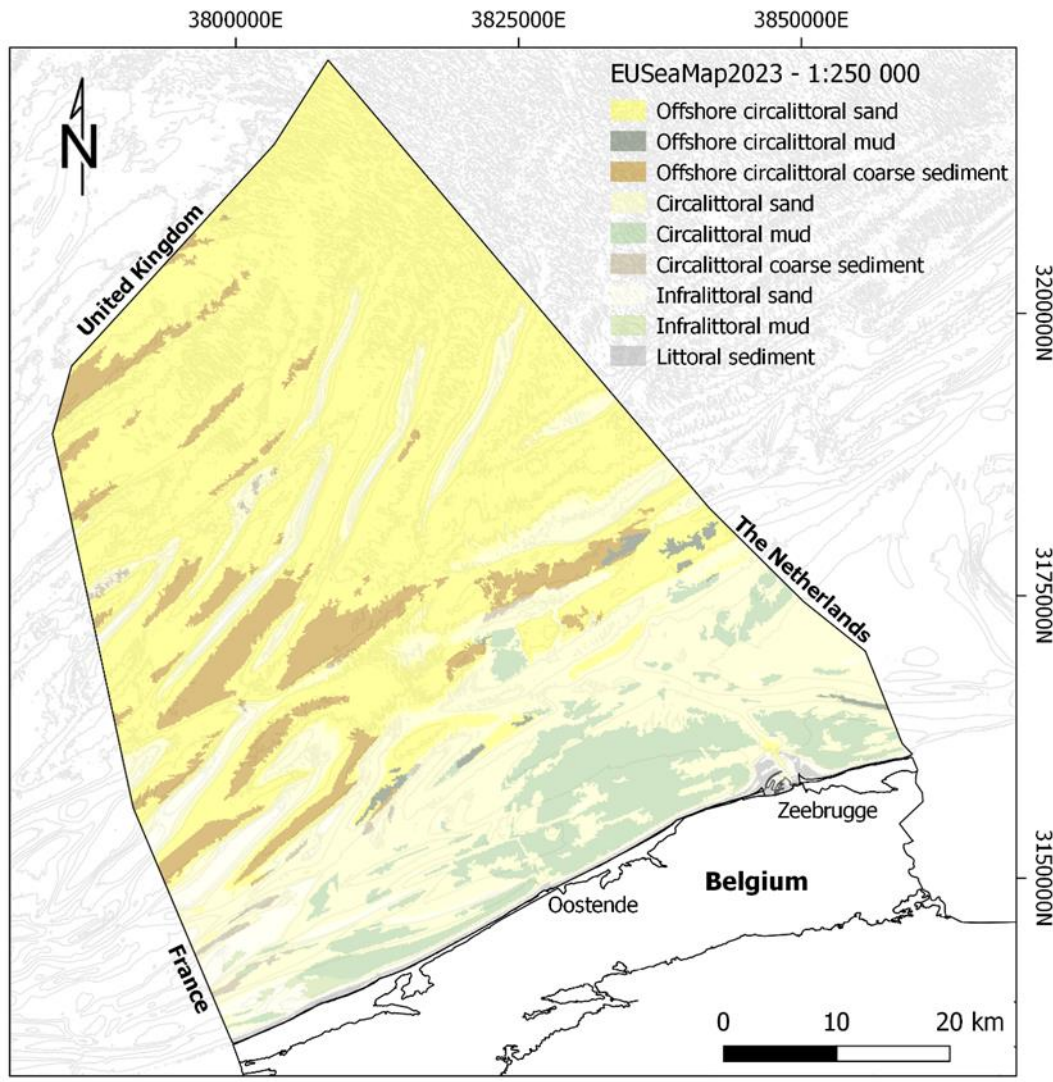 3800000E
3825000E
3850000E
EUSeaMap2023 - 1:250 000
Offshore circalittoral sand
Offshore circalittoral mud
Offshore circalittoral coarse sediment
Circalittoral sand
Circalittoral mud
Circalittoral coarse sediment
Infralittoral sand
Infralittoral mud
Littoral sediment
N
United Kingdom
3200000N
The Netherlands
3175000N
Zeebrugge
Belgium
Oostende
3150000N
France
0
10
20 km